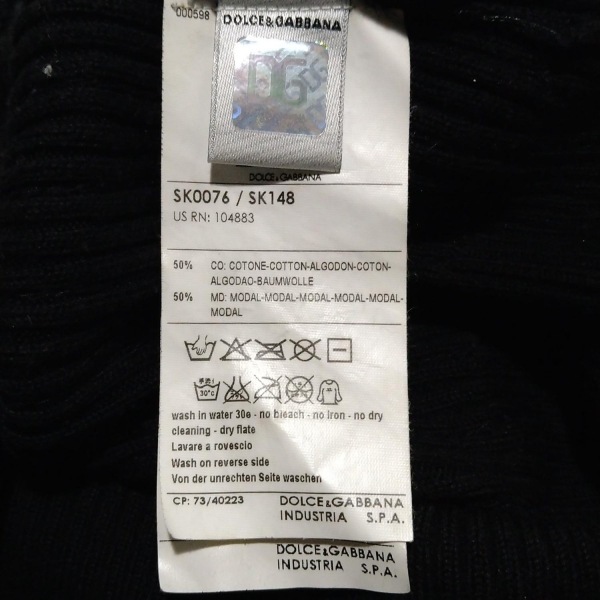 000598
DOLCE&GABBANA
DG
DOLCE&GABBANA
SK0076 / SK148
US RN: 104883
50% CO: COTONE-COTTON-ALGODON-COTON-
ALGODAO-BAUMWOLLE
50% MD: MODAL-MODAL-MODAL-MODAL-MODAL-
MODAL
30°C
wash in water 30e - no bleach - no iron - no dry
cleaning - dry flate
Lavare a rovescio
Wash on reverse side
Von der unrechten Seite waschen
CP: 73/40223 DOLCE&GABBANA
INDUSTRIA S.P.A.
DOLCE&GABBANA
INDUSTRIA S.P.A.